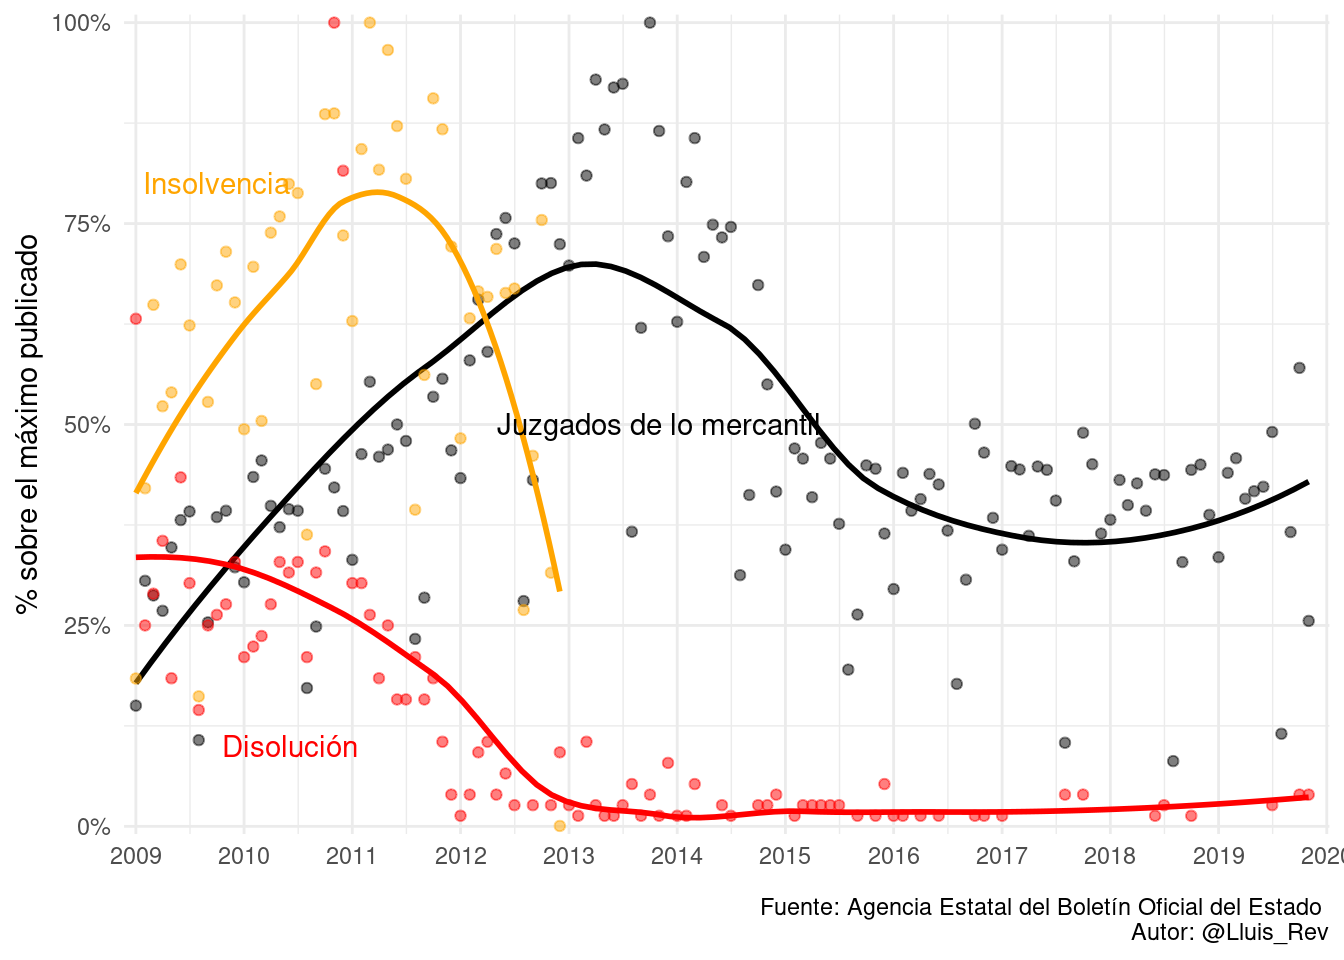 100%
75%
50%
25%
0%
% sobre el máximo publicado
Insolvencia
Juzgados de lo mercantil
Disolución
2009 2010 2011 2012 2013 2014 2015 2016 2017 2018 2019 2020
Fuente: Agencia Estatal del Boletín Oficial del Estado
Autor: @Lluis_Rev